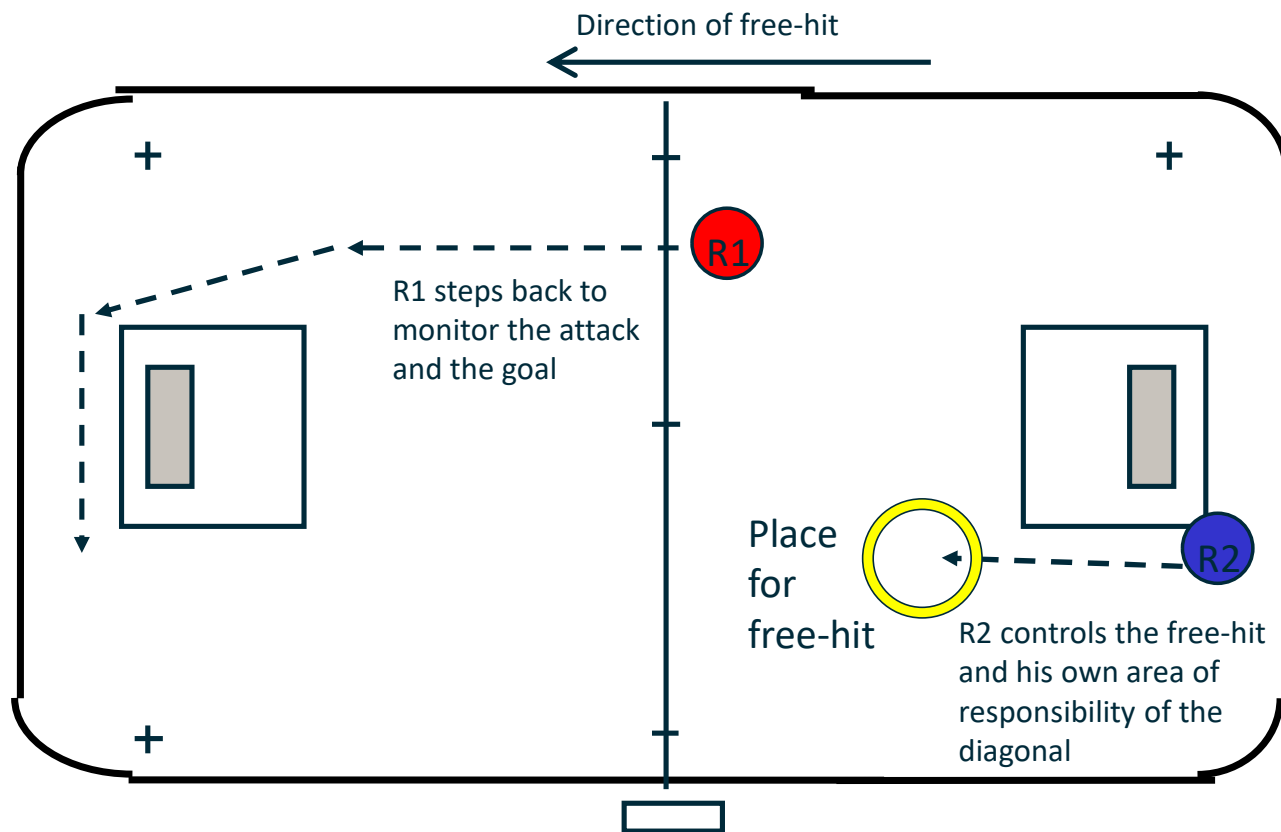 Direction of free-hit
R1
R1 steps back to
monitor the attack
and the goal
Place
for
free-hit
R2
R2 controls the free-hit
and his own area of
responsibility of the
diagonal